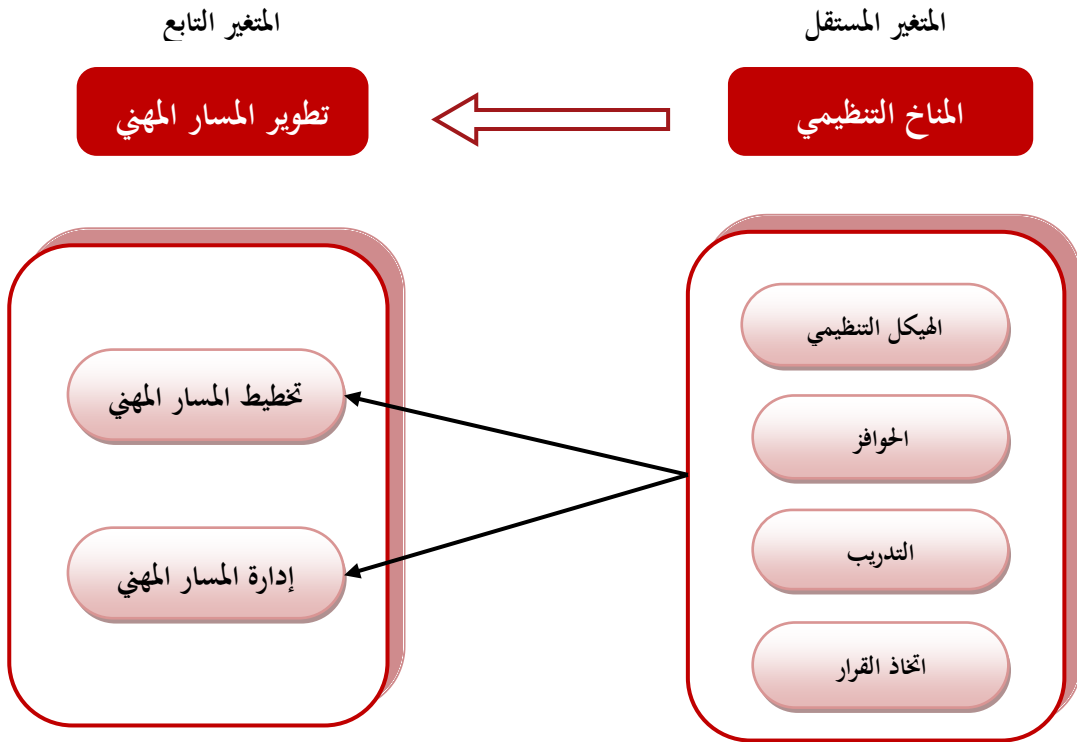 المتغير المستقل
المتغير التابع
المناخ التنظيمي
تطوير المسار المهني
الهيكل التنظيمي
الحوافز
التدريب
اتخاذ القرار
تخطيط المسار المهني
إدارة المسار المهني